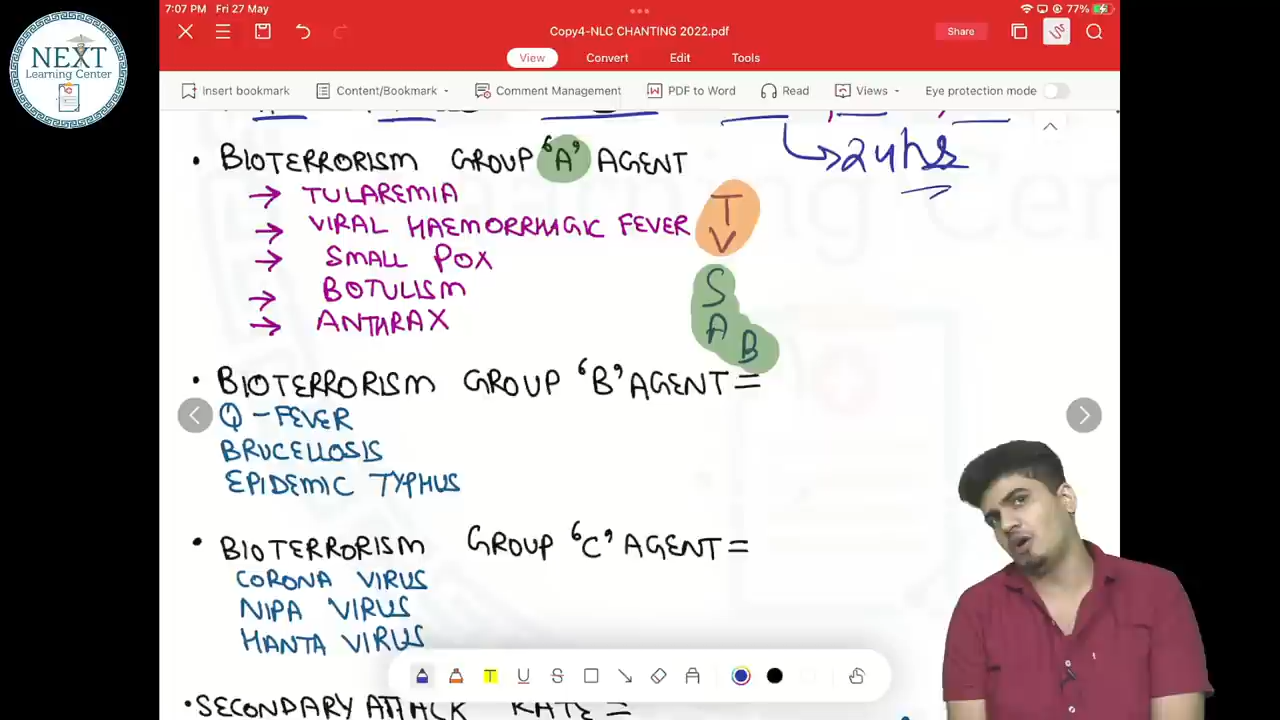 7:07 PM Fri 27 May
77%
NEXT
Learning Center
Copy4-NLC CHANTING 2022.pdf
Share
View Convert Edit Tools
Insert bookmark Content/Bookmark Comment Management PDF to Word Read Views Eye protection mode
24hrs
• BIOTERRORISM GROUP 'A' AGENT
→ TULAREMIA
→ VIRAL HAEMORRHAGIC FEVER
→ SMALL POX
→ BOTULISM
→ ANTHRAX
T
V
S
A
B
• BIOTERRORISM GROUP 'B' AGENT =
Q - FEVER
BRUCELLOSIS
EPIDEMIC TYPHUS
• BIOTERRORISM GROUP 'C' AGENT =
CORONA VIRUS
NIPA VIRUS
HANTA VIRUS
• SECONDARY ATTACK RATE =